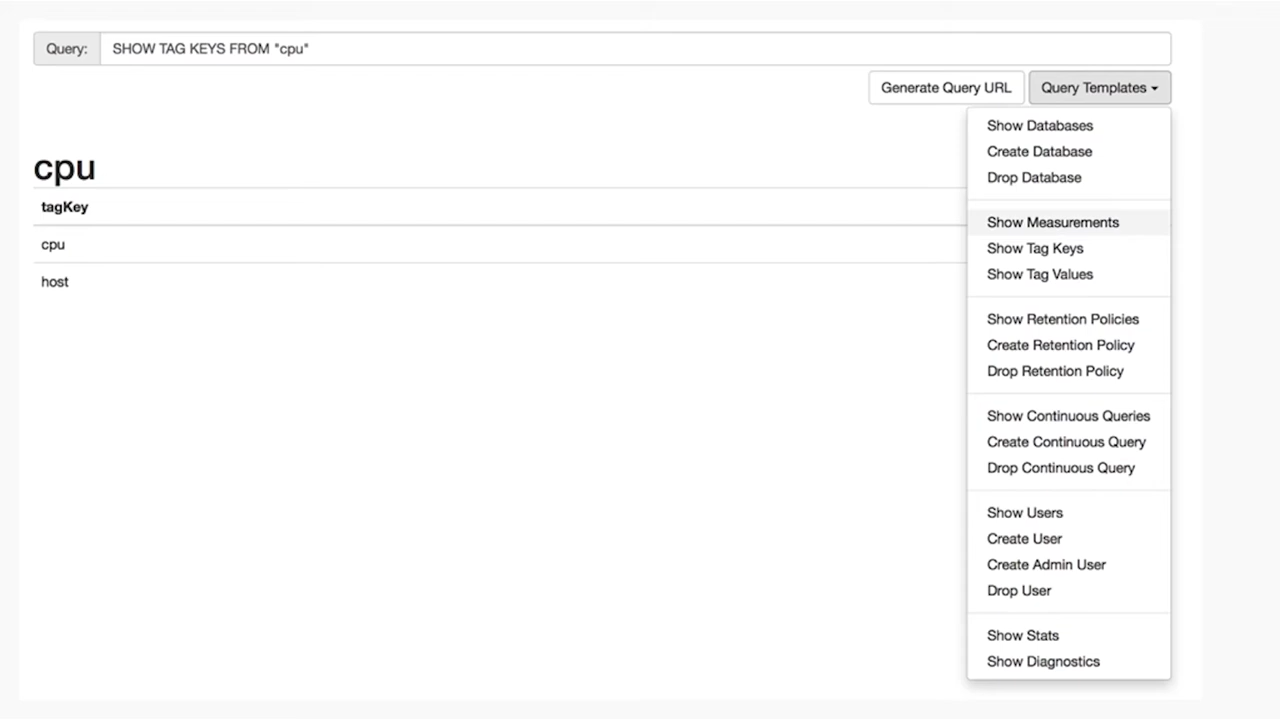 Query: SHOW TAG KEYS FROM "cpu"
Generate Query URL Query Templates
cpu
tagKey
cpu
host
Show Databases
Create Database
Drop Database
Show Measurements
Show Tag Keys
Show Tag Values
Show Retention Policies
Create Retention Policy
Drop Retention Policy
Show Continuous Queries
Create Continuous Query
Drop Continuous Query
Show Users
Create User
Create Admin User
Drop User
Show Stats
Show Diagnostics